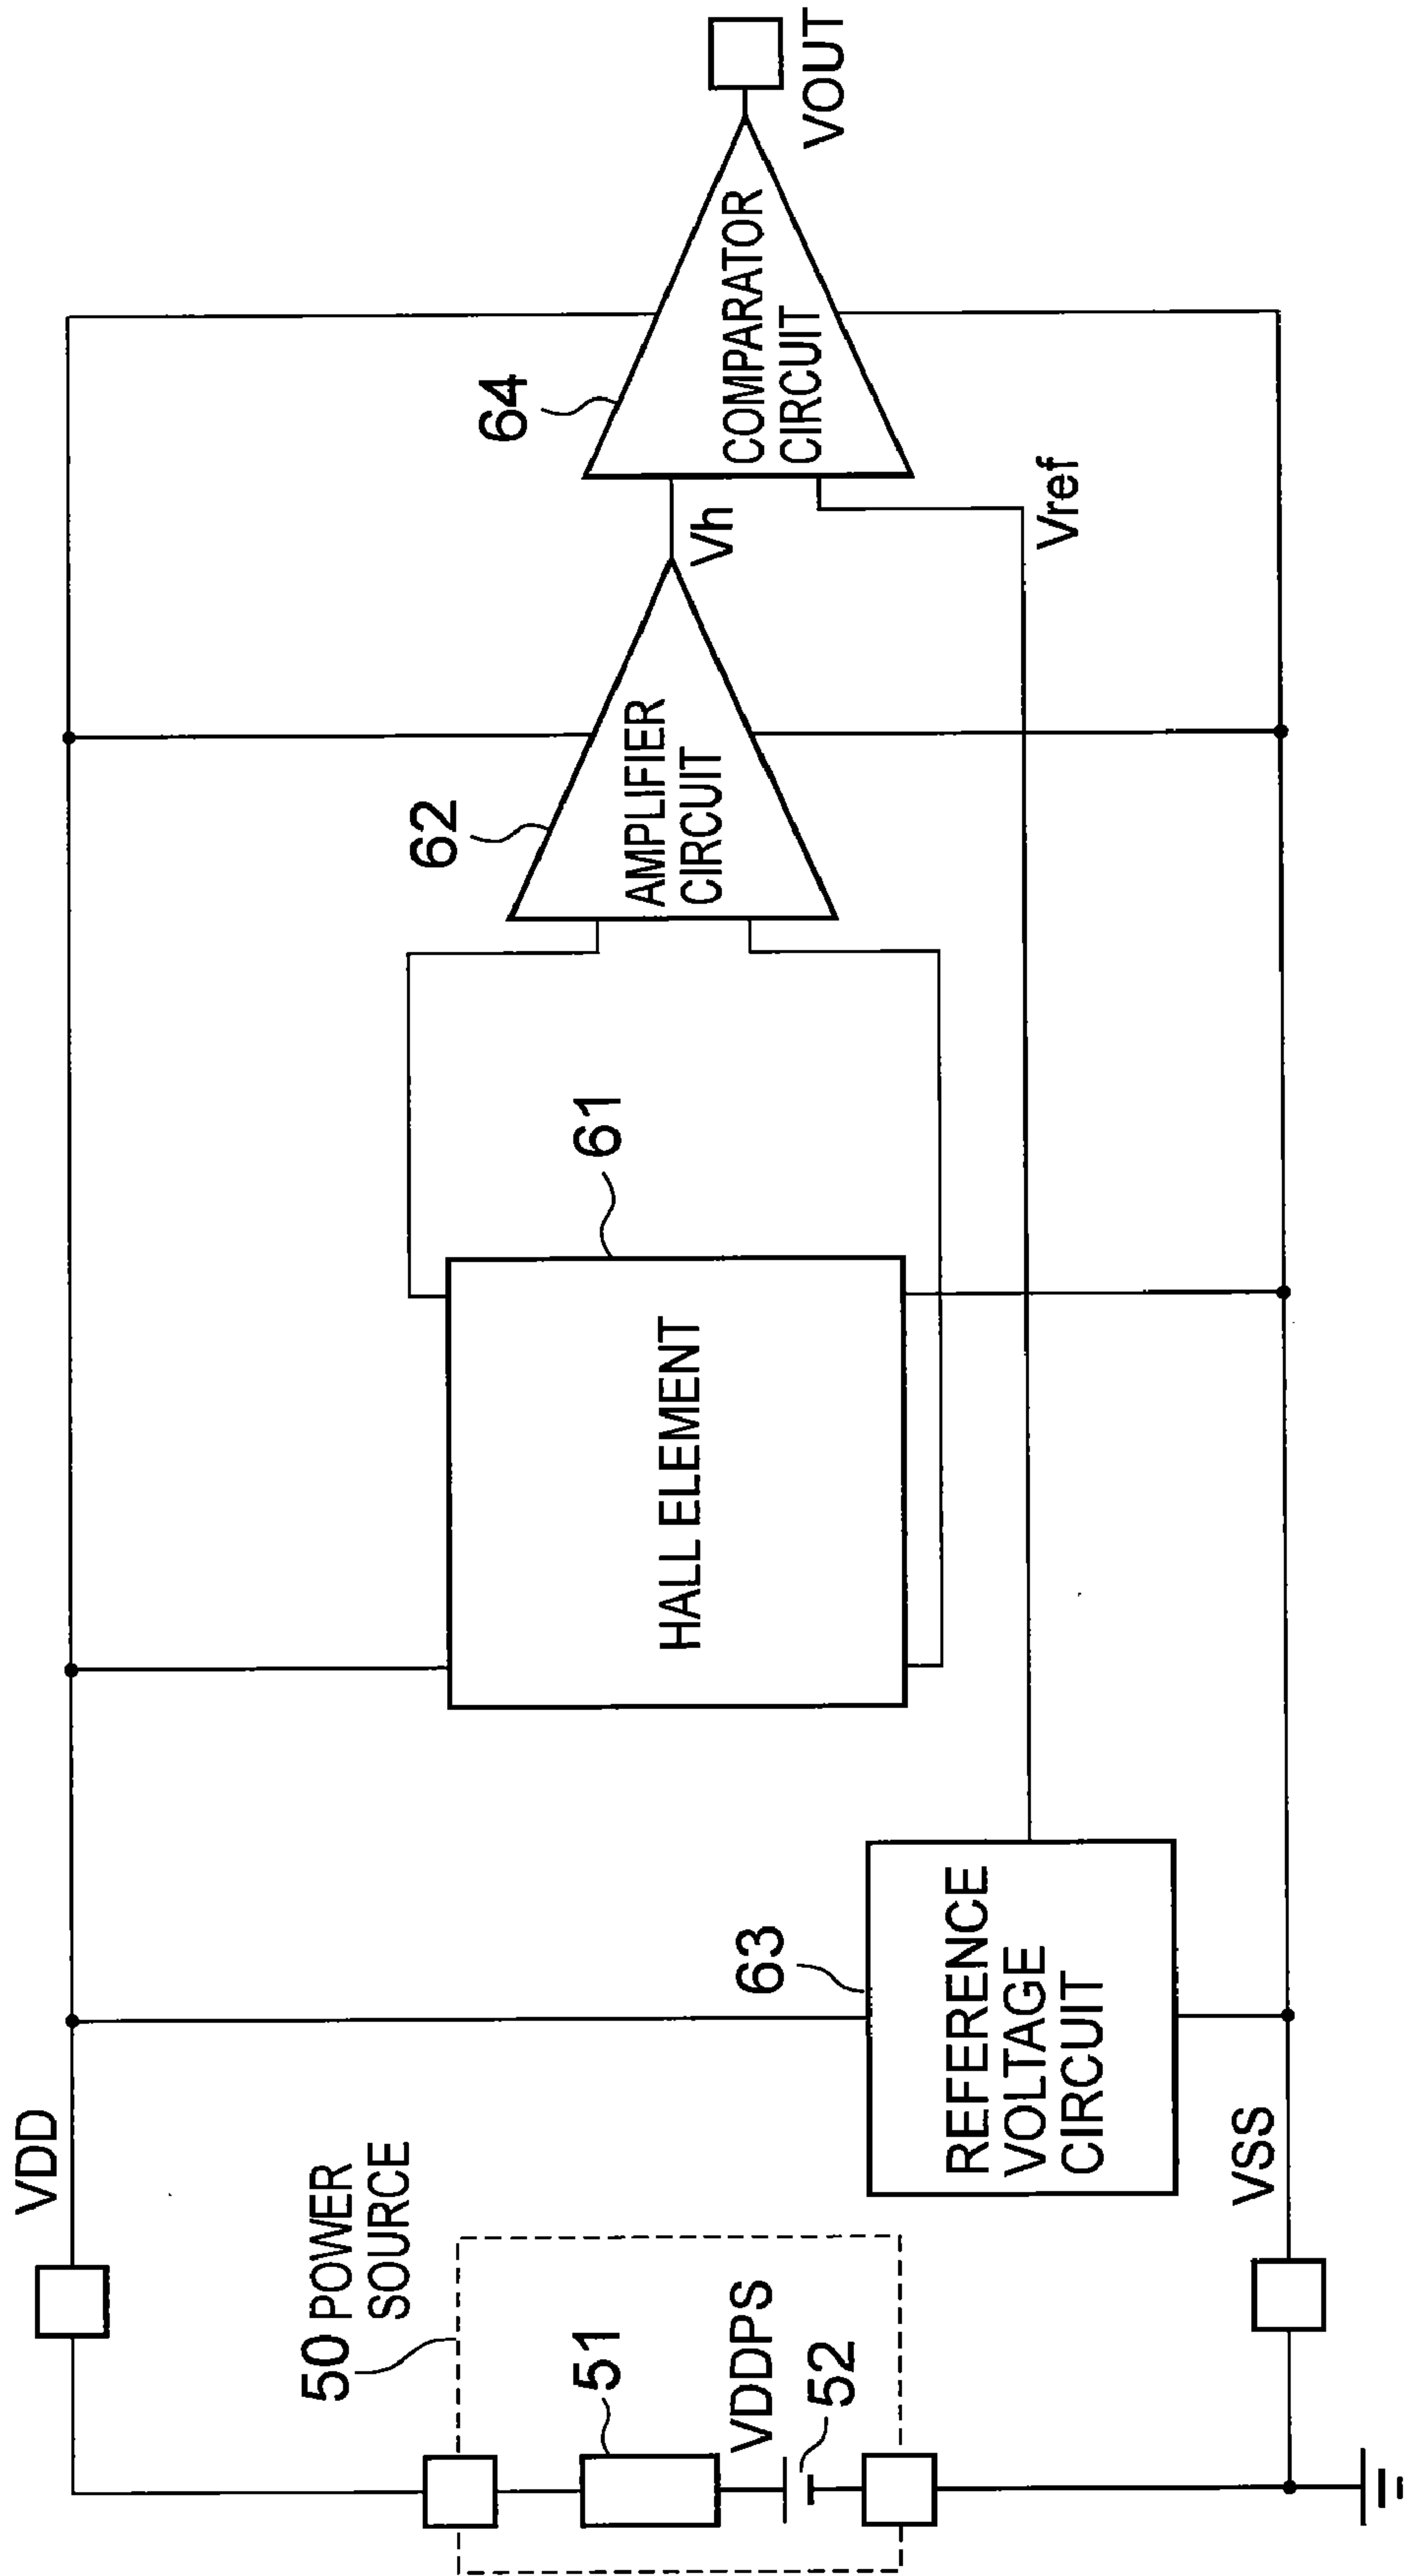 VDD
50 POWER
SOURCE
51
VDDPS
52
VSS
63
REFERENCE
VOLTAGE
CIRCUIT
HALL ELEMENT
61
62
AMPLIFIER
CIRCUIT
Vh
Vref
64
COMPARATOR
CIRCUIT
VOUT